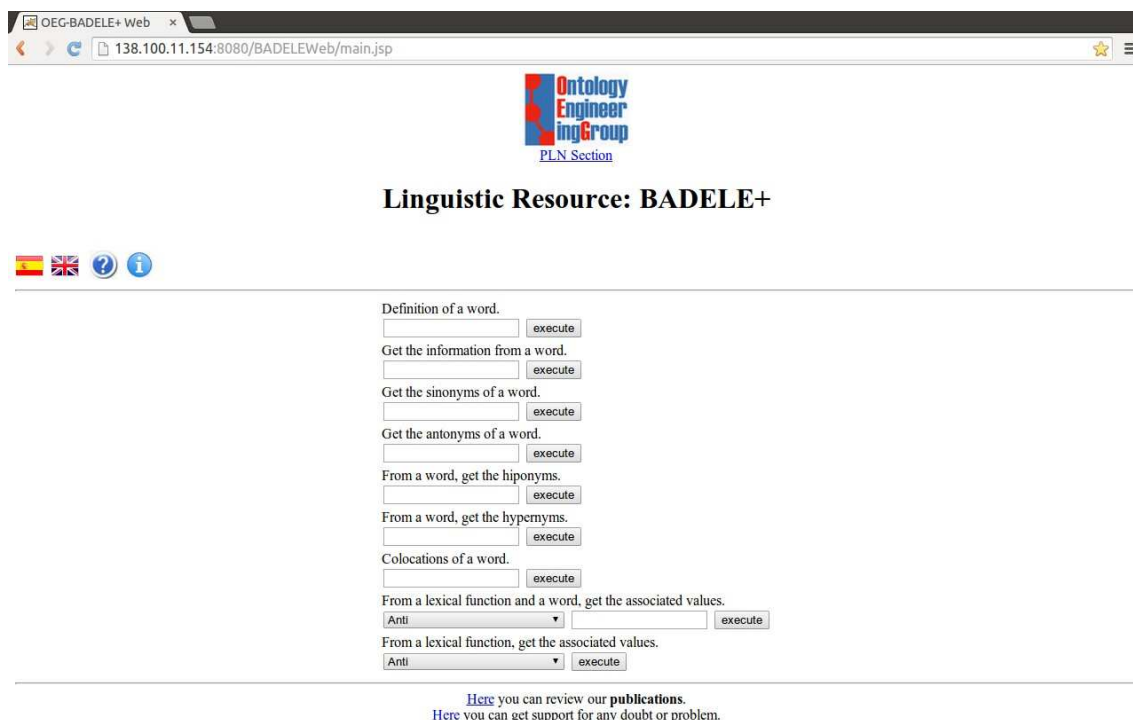 OEG-BADELE+ Web ×
138.100.11.154:8080/BADELEWeb/main.jsp
Ontology
Engineer
ingGroup
PLN Section
Linguistic Resource: BADELE+
Definition of a word.
execute
Get the information from a word.
execute
Get the sinonyms of a word.
execute
Get the antonyms of a word.
execute
From a word, get the hiponyms.
execute
From a word, get the hypernyms.
execute
Colocations of a word.
execute
From a lexical function and a word, get the associated values.
Anti execute
From a lexical function, get the associated values.
Anti execute
Here you can review our publications.
Here you can get support for any doubt or problem.